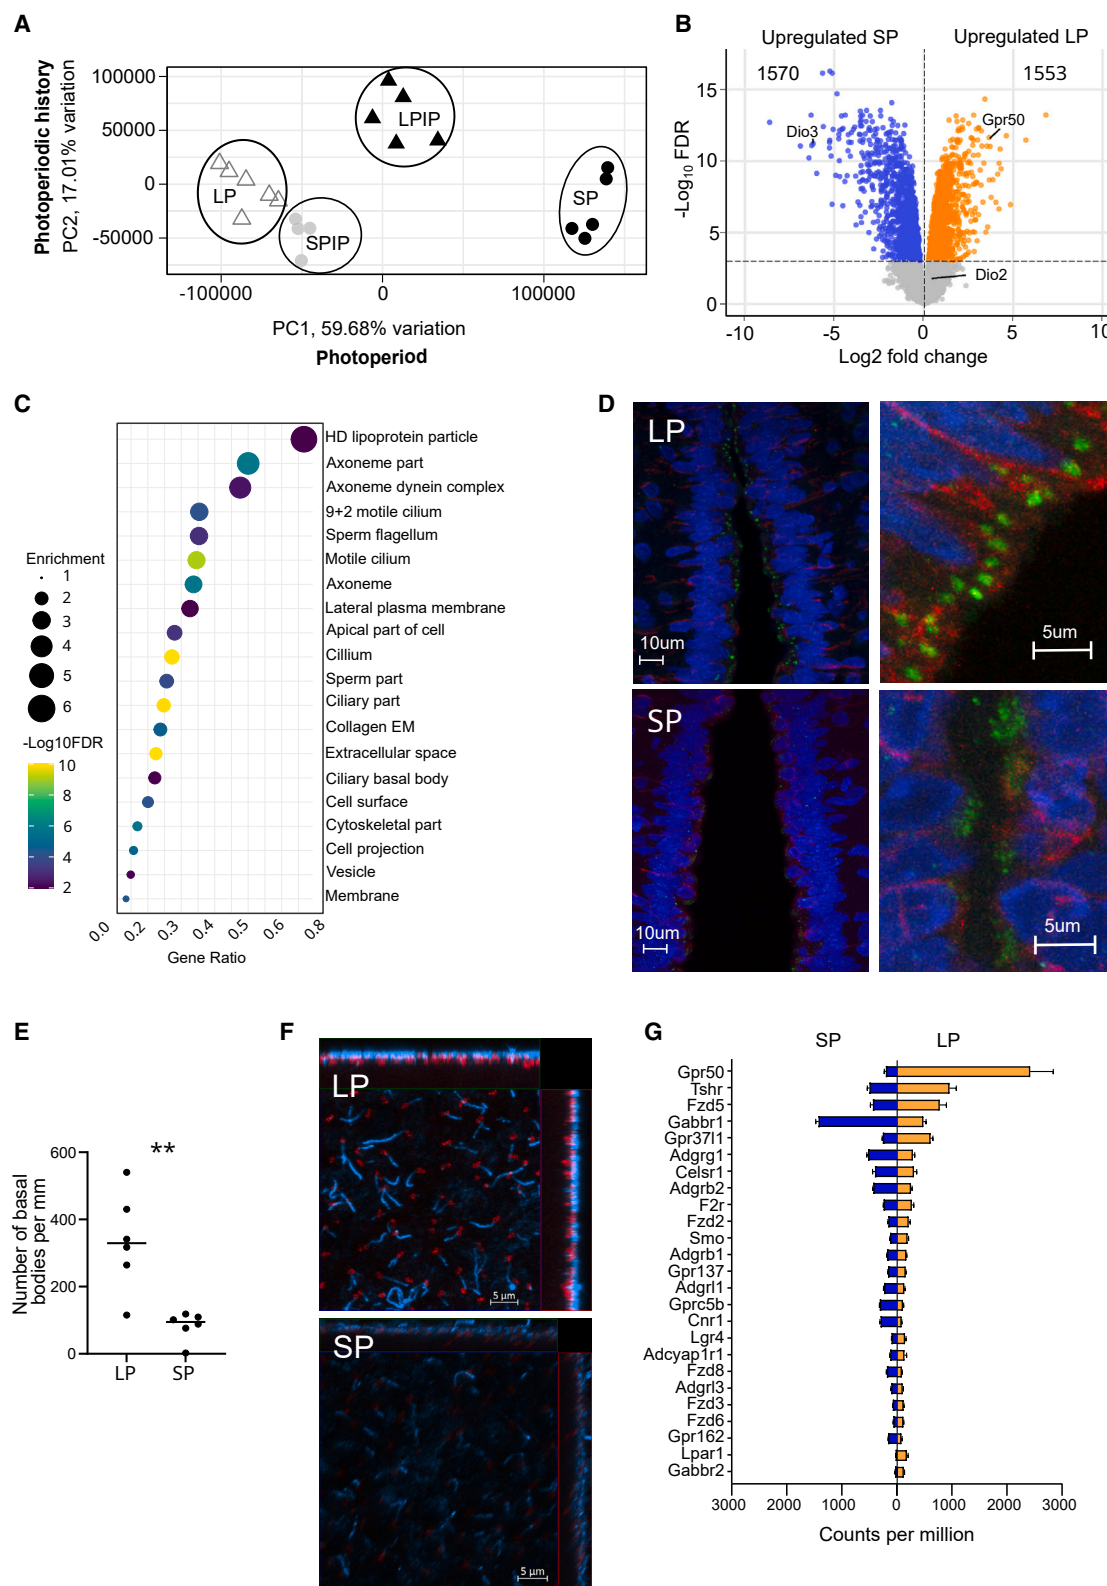 A
Photoperiodic history
PC2, 17.01% variation
100000
50000
0
-50000
LPIP
LP
SP
SPIP
-100000
0
100000
PC1, 59.68% variation
Photoperiod
B
Upregulated SP
Upregulated LP
1570
1553
-Log10 FDR
15
10
5
0
Dio3
Gpr50
Dio2
-10
-5
0
5
10
Log2 fold change
C
HD lipoprotein particle
Axoneme part
Axoneme dynein complex
9+2 motile cilium
Sperm flagellum
Motile cilium
Axoneme
Lateral plasma membrane
Apical part of cell
Cillium
Sperm part
Ciliary part
Collagen EM
Extracellular space
Ciliary basal body
Cell surface
Cytoskeletal part
Cell projection
Vesicle
Membrane
Enrichment
1
2
3
4
5
6
-Log10FDR
10
8
6
4
2
0.0
0.2
0.3
0.4
0.5
0.6
0.8
Gene Ratio
D
LP
10um
5um
SP
10um
5um
E
Number of basal
bodies per mm
600
400
200
0
**
LP
SP
F
LP
5 µm
SP
5 µm
G
SP
LP
Gpr50
Tshr
Fzd5
Gabbr1
Gpr37l1
Adgrg1
Celsr1
Adgrb2
F2r
Fzd2
Smo
Adgrb1
Gpr137
Adgrl1
Gprc5b
Cnr1
Lgr4
Adcyap1r1
Fzd8
Adgrl3
Fzd3
Fzd6
Gpr162
Lpar1
Gabbr2
3000
2000
1000
0
1000
2000
3000
Counts per million